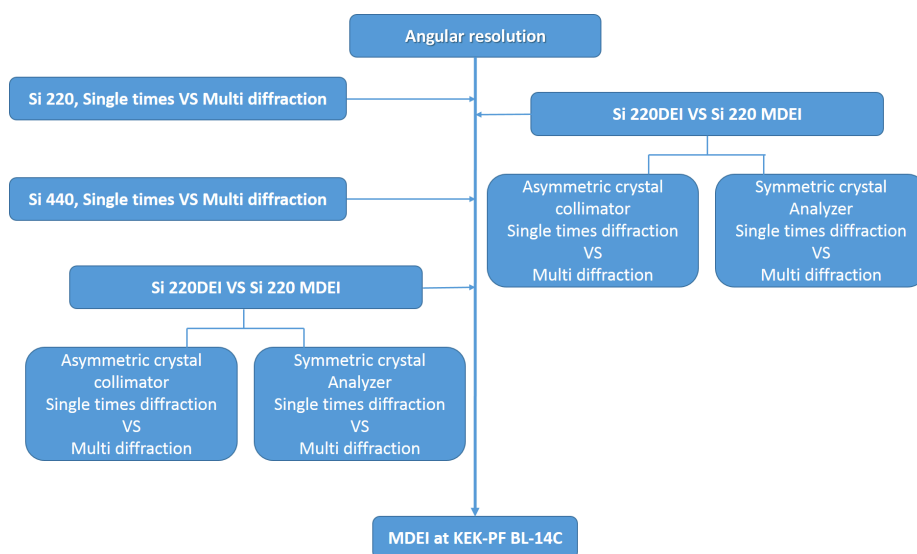 Angular resolution
Si 220, Single times VS Multi diffraction
Si 220DEI VS Si 220 MDEI
Asymmetric crystal
collimator
Single times diffraction
VS
Multi diffraction
Symmetric crystal
Analyzer
Single times diffraction
VS
Multi diffraction
Si 440, Single times VS Multi diffraction
Si 220DEI VS Si 220 MDEI
Asymmetric crystal
collimator
Single times diffraction
VS
Multi diffraction
Symmetric crystal
Analyzer
Single times diffraction
VS
Multi diffraction
MDEI at KEK-PF BL-14C